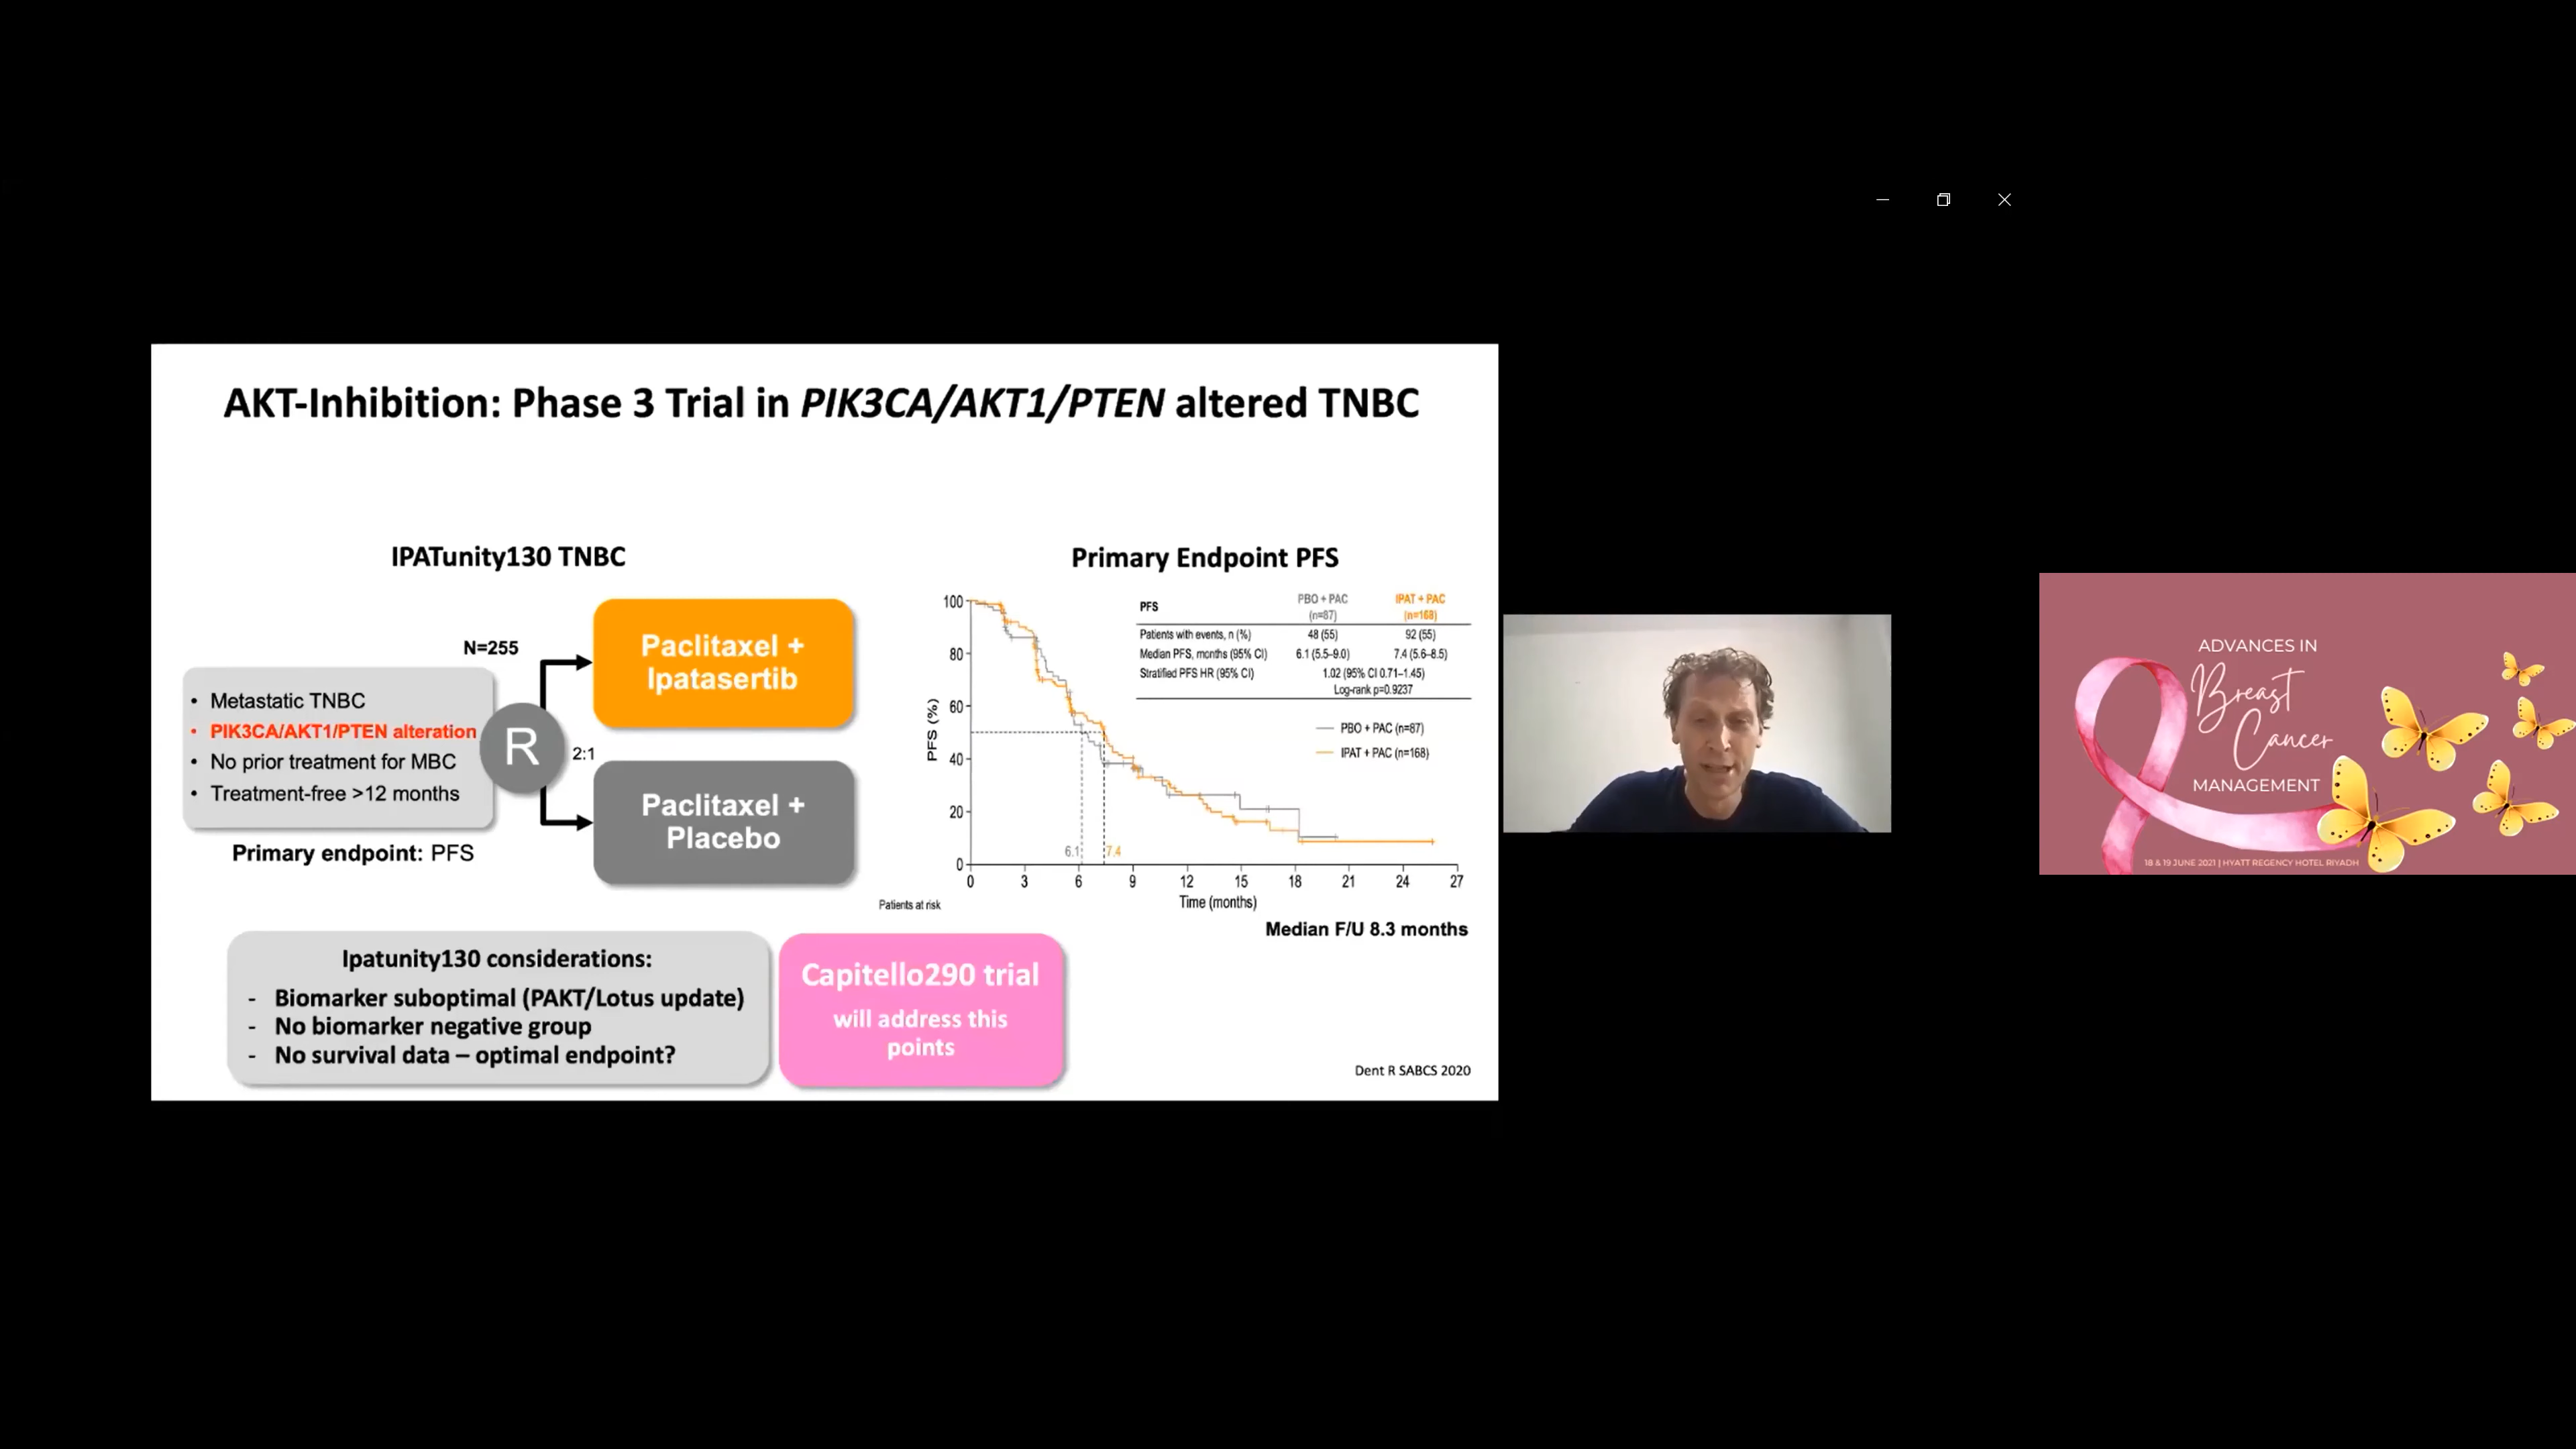 AKT-Inhibition: Phase 3 Trial in PIK3CA/AKT1/PTEN altered TNBC
IPATunity130 TNBC
N=255
• Metastatic TNBC
• PIK3CA/AKT1/PTEN alteration
• No prior treatment for MBC
• Treatment-free >12 months
R
2:1
Paclitaxel +
Ipatasertib
Paclitaxel +
Placebo
Primary endpoint: PFS
Primary Endpoint PFS
PFS (%)
100
80
60
40
20
0
PFS PBO + PAC (n=87) IPAT + PAC (n=168)
Patients with events, n (%) 48 (55) 92 (55)
Median PFS, months (95% CI) 6.1 (5.5–9.0) 7.4 (5.6–8.5)
Stratified PFS HR (95% CI) 1.02 (95% CI 0.71–1.45)
Log-rank p=0.9237
PBO + PAC (n=87)
IPAT + PAC (n=168)
6.1 7.4
0 3 6 9 12 15 18 21 24 27
Time (months)
Patients at risk
Median F/U 8.3 months
Ipatunity130 considerations:
- Biomarker suboptimal (PAKT/Lotus update)
- No biomarker negative group
- No survival data – optimal endpoint?
Capitello290 trial
will address this
points
Dent R SABCS 2020
ADVANCES IN
Breast
Cancer
MANAGEMENT
18 & 19 JUNE 2021 | HYATT REGENCY HOTEL RIYADH